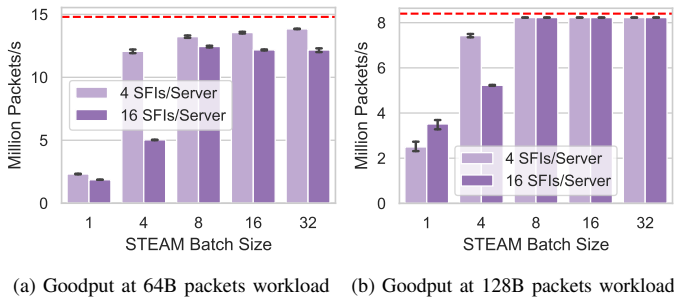 15
10
5
0
Million Packets/s
4 SFIs/Server
16 SFIs/Server
1 4 8 16 32
STEAM Batch Size
(a) Goodput at 64B packets workload
8
6
4
2
0
Million Packets/s
4 SFIs/Server
16 SFIs/Server
1 4 8 16 32
STEAM Batch Size
(b) Goodput at 128B packets workload